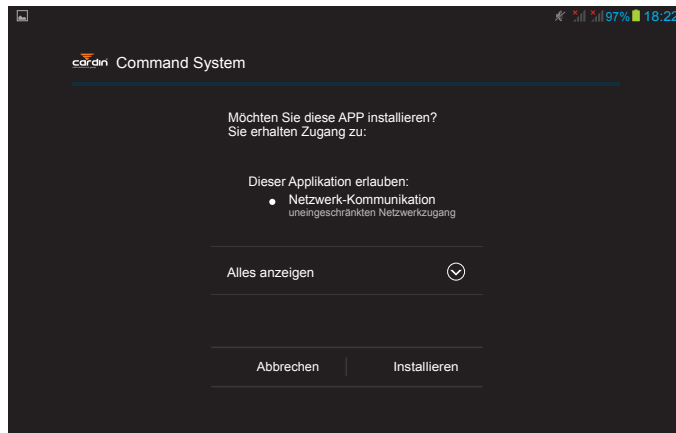 97% 18:22
cardin Command System
Möchten Sie diese APP installieren?
Sie erhalten Zugang zu:
Dieser Applikation erlauben:
● Netzwerk-Kommunikation
uneingeschränkten Netzwerkzugang
Alles anzeigen
Abbrechen Installieren